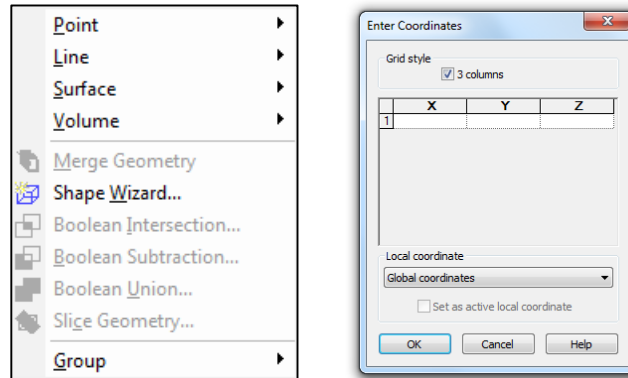 Point
Line
Surface
Volume
Merge Geometry
Shape Wizard...
Boolean Intersection...
Boolean Subtraction...
Boolean Union...
Slice Geometry...
Group
Enter Coordinates
Grid style
3 columns
X Y Z
1
Local coordinate
Global coordinates
Set as active local coordinate
OK Cancel Help